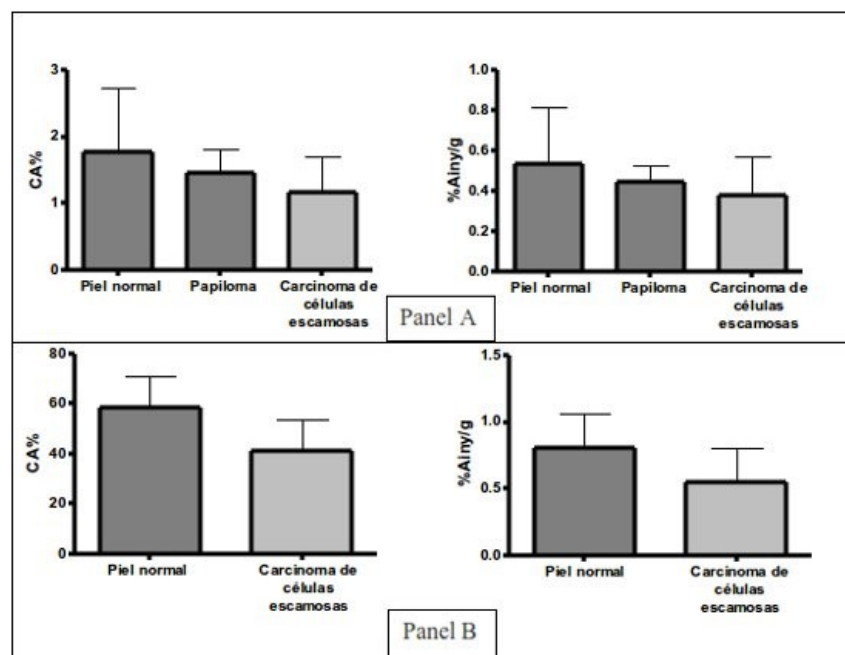 3
2
1
0
CA%
Piel normal
Papiloma
Carcinoma de
células
escamosas
1.0
0.8
0.6
0.4
0.2
0.0
%AIny/g
Piel normal
Papiloma
Carcinoma de
células
escamosas
Panel A
80
60
40
20
0
CA%
Piel normal
Carcinoma de
células
escamosas
1.5
1.0
0.5
0.0
%AIny/g
Piel normal
Carcinoma de
células
escamosas
Panel B